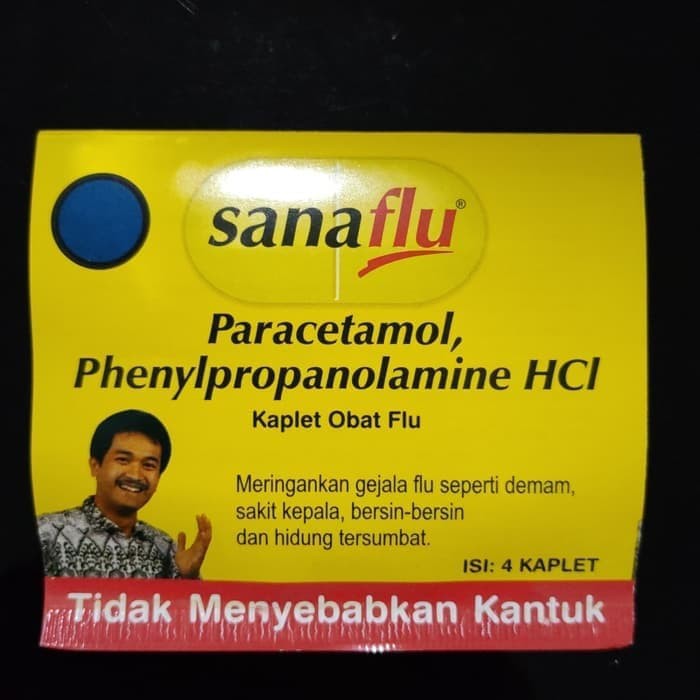 sanaflu®
Paracetamol,
Phenylpropanolamine HCl
Kaplet Obat Flu
Meringankan gejala flu seperti demam,
sakit kepala, bersin-bersin
dan hidung tersumbat.
ISI: 4 KAPLET
Tidak Menyebabkan Kantuk